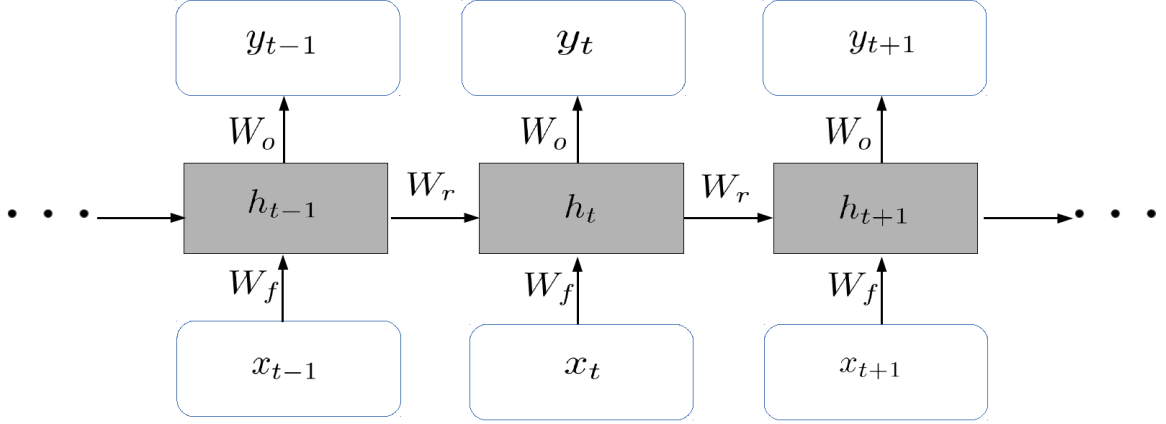 y_{t−1} y_t y_{t+1}
W_o W_o W_o
W_r W_r
• • • h_{t−1} h_t h_{t+1} • • •
W_f W_f W_f
x_{t−1} x_t x_{t+1}